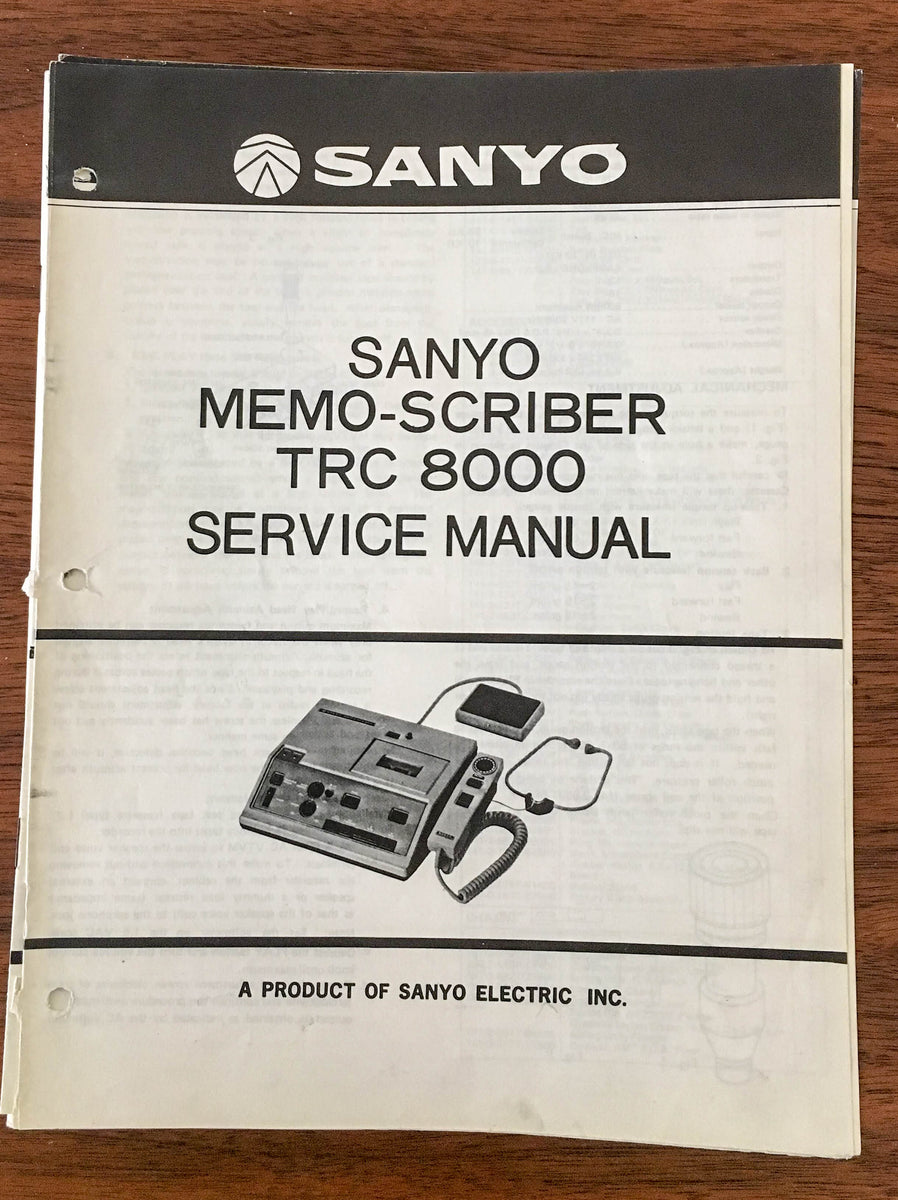 SANYO
SANYO
MEMO-SCRIBER
TRC 8000
SERVICE MANUAL
A PRODUCT OF SANYO ELECTRIC INC.